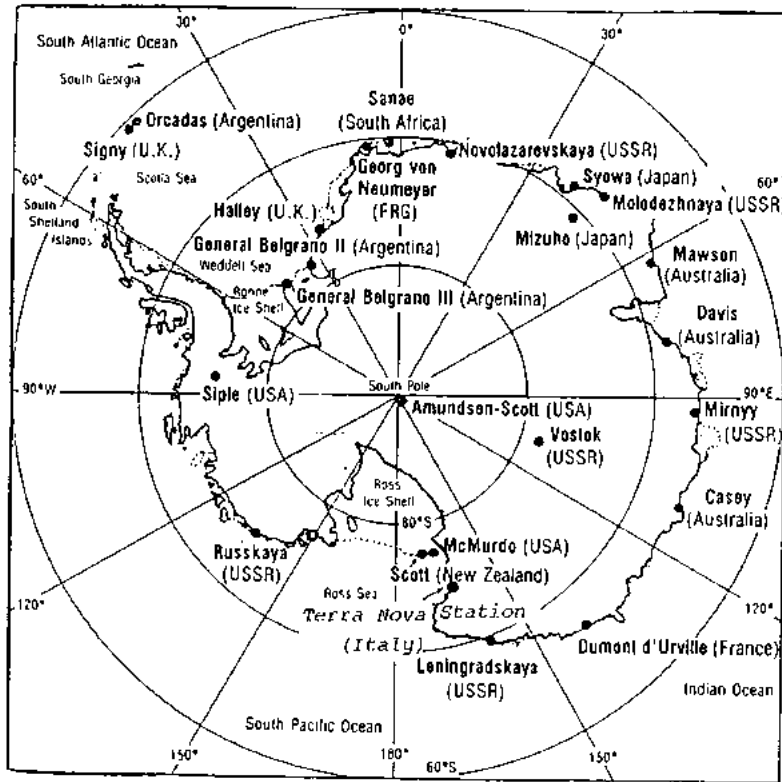 30°
0°
30°
South Atlantic Ocean
South Georgia
Sanae
(South Africa)
Orcadas (Argentina)
Signy (U.K.)
Scotia Sea
Novolazarevskaya (USSR)
Georg von
Neumeyer
(FRG)
60°
60°
Syowa (Japan)
Molodezhnaya (USSR)
South
Shetland
Islands
Halley (U.K.)
Mizuho (Japan)
General Belgrano II (Argentina)
Weddell Sea
Mawson
(Australia)
Ronne
Ice Shelf
General Belgrano III (Argentina)
Davis
(Australia)
Siple (USA)
South Pole
90°W
90°E
Amundsen-Scott (USA)
Mirnyy
(USSR)
Vostok
(USSR)
Ross
Ice Shelf
Casey
(Australia)
80°S
Russkaya
(USSR)
McMurdo (USA)
Scott (New Zealand)
Ross Sea
Terra Nova Station
(Italy)
120°
120°
Dumont d'Urville (France)
Leningradskaya
(USSR)
Indian Ocean
South Pacific Ocean
150°
180°
60°S
150°